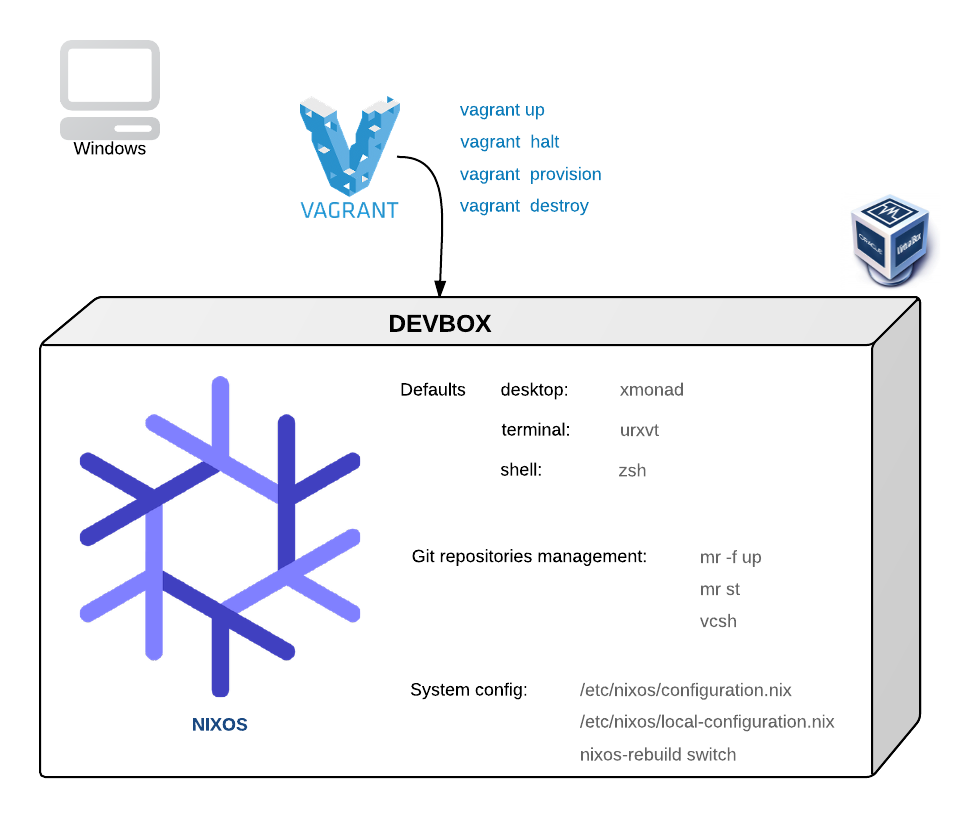 Windows
VAGRANT
vagrant up
vagrant halt
vagrant provision
vagrant destroy
VM
ORACLE
VirtualBox
DEVBOX
Defaults desktop: xmonad
terminal: urxvt
shell: zsh
Git repositories management: mr -f up
mr st
vcsh
System config: /etc/nixos/configuration.nix
/etc/nixos/local-configuration.nix
nixos-rebuild switch
NIXOS